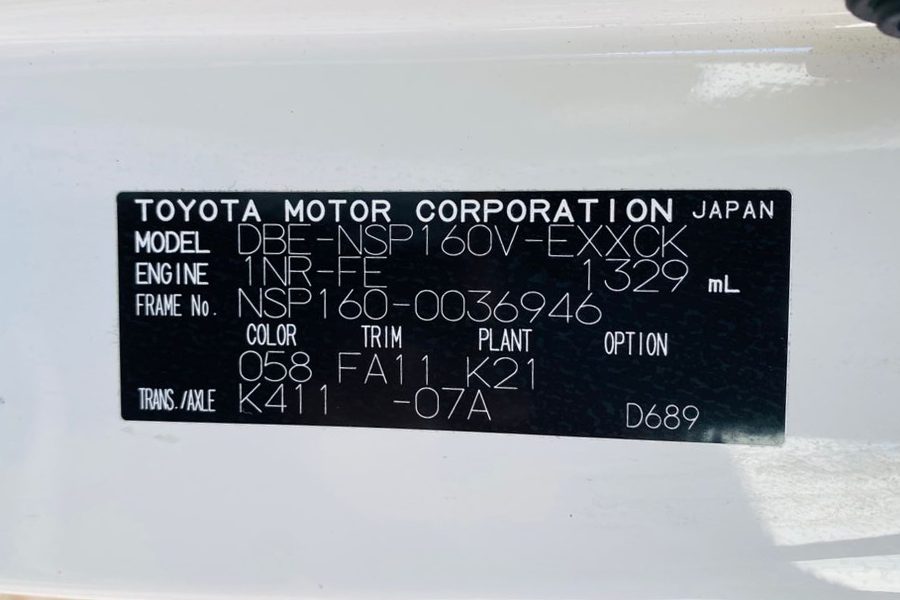 TOYOTA MOTOR CORPORATION JAPAN
MODEL DBE-NSP160V-EXXCK
ENGINE 1NR-FE 1329 mL
FRAME No. NSP160-0036946
COLOR TRIM PLANT OPTION
058 FA11 K21
TRANS./AXLE K411 -07A D689